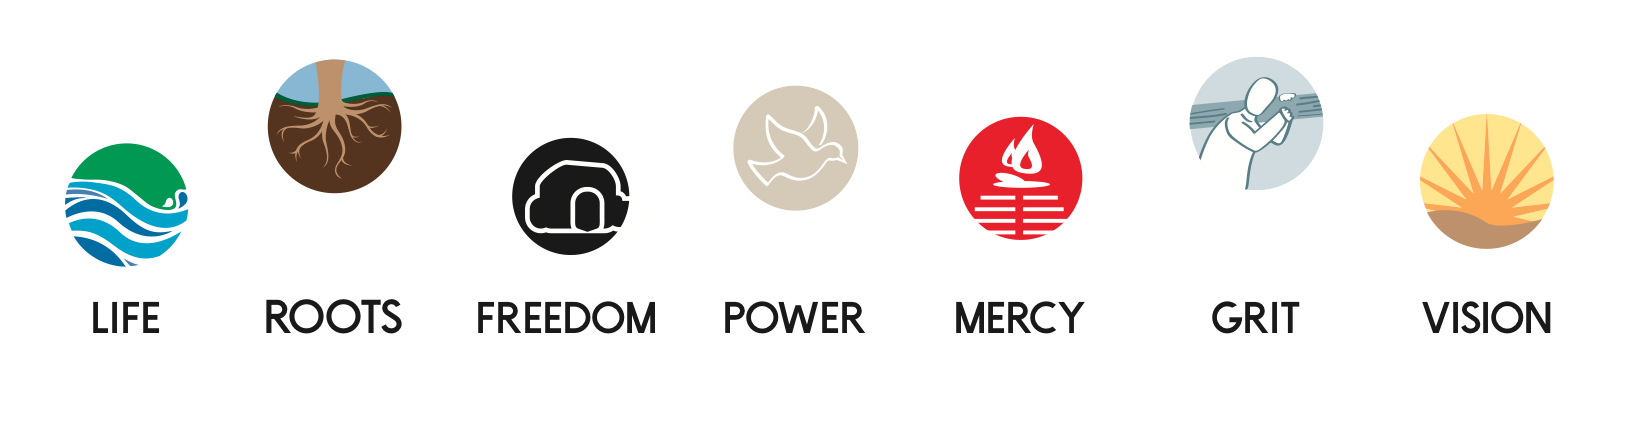 LIFE ROOTS FREEDOM POWER MERCY GRIT VISION